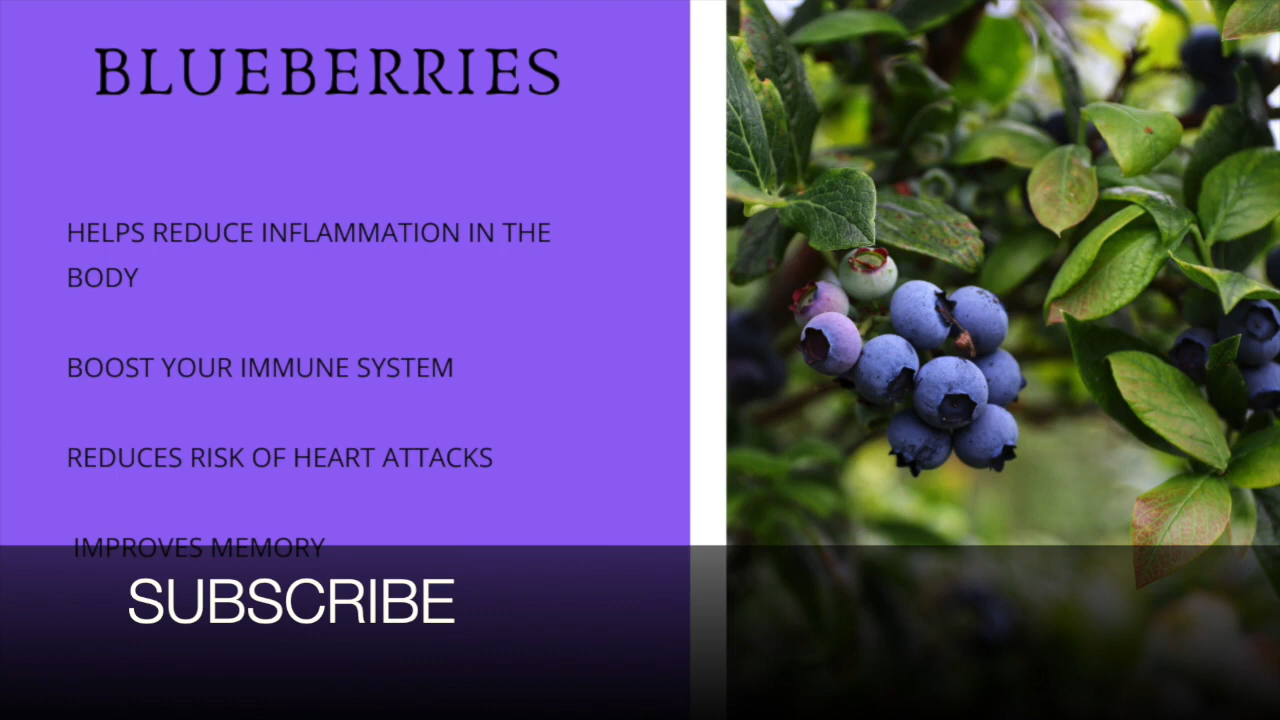 BLUEBERRIES
HELPS REDUCE INFLAMMATION IN THE
BODY
BOOST YOUR IMMUNE SYSTEM
REDUCES RISK OF HEART ATTACKS
IMPROVES MEMORY
SUBSCRIBE